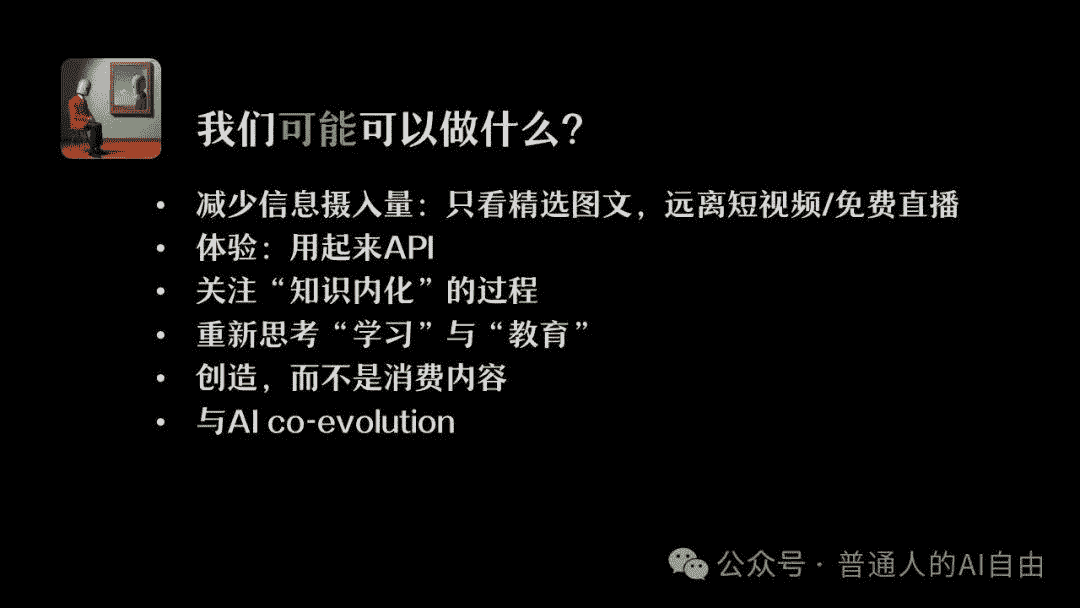 我们可能可以做什么?
• 减少信息摄入量：只看精选图文，远离短视频/免费直播
• 体验：用起来API
• 关注“知识内化”的过程
• 重新思考“学习”与“教育”
• 创造，而不是消费内容
• 与AI co-evolution
公众号 · 普通人的AI自由